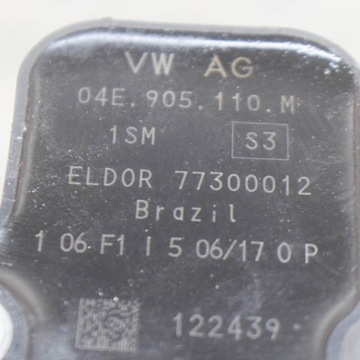 VW AG
04E.905.110.M
1SM S3
ELDOR 77300012
Brazil
1 06 F1 I 5 06/17 0 P
122439